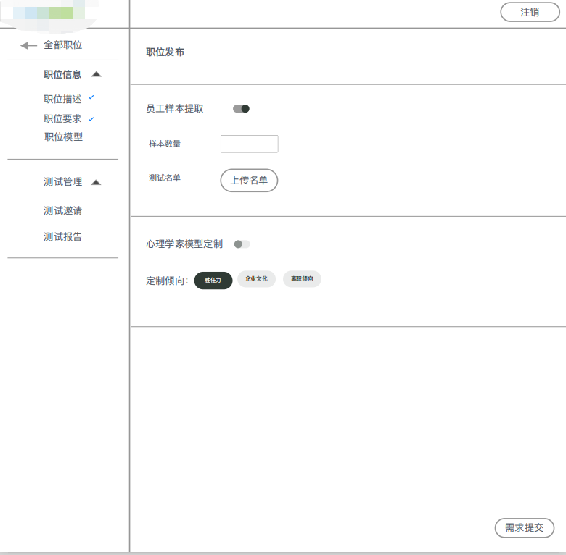 注销
全部职位
职位信息
职位描述
职位要求
职位模型
测试管理
测试邀请
测试报告
职位发布
员工样本提取
样本数量
测试名单
上传名单
心理学家模型定制
定制倾向：
胜任力
企业文化
离职倾向
需求提交